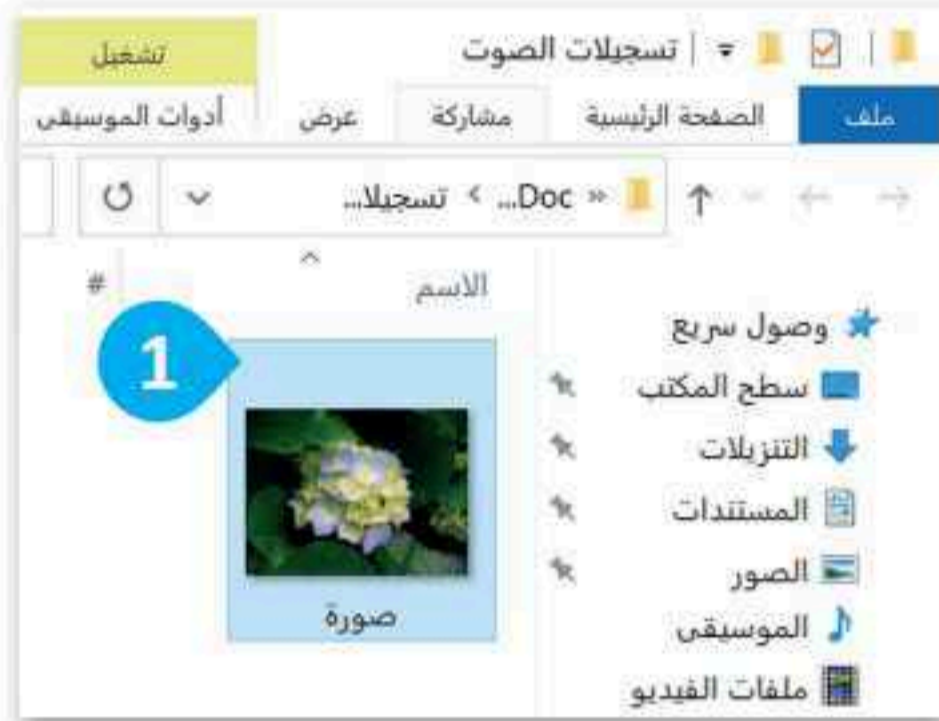 تسجيلات الصوت
تشغيل
ملف
الصفحة الرئيسية
مشاركة
عرض
أدوات الموسيقى
« Doc... › تسجيلا...
الاسم
#
1
صورة
وصول سريع
سطح المكتب
التنزيلات
المستندات
الصور
الموسيقى
ملفات الفيديو